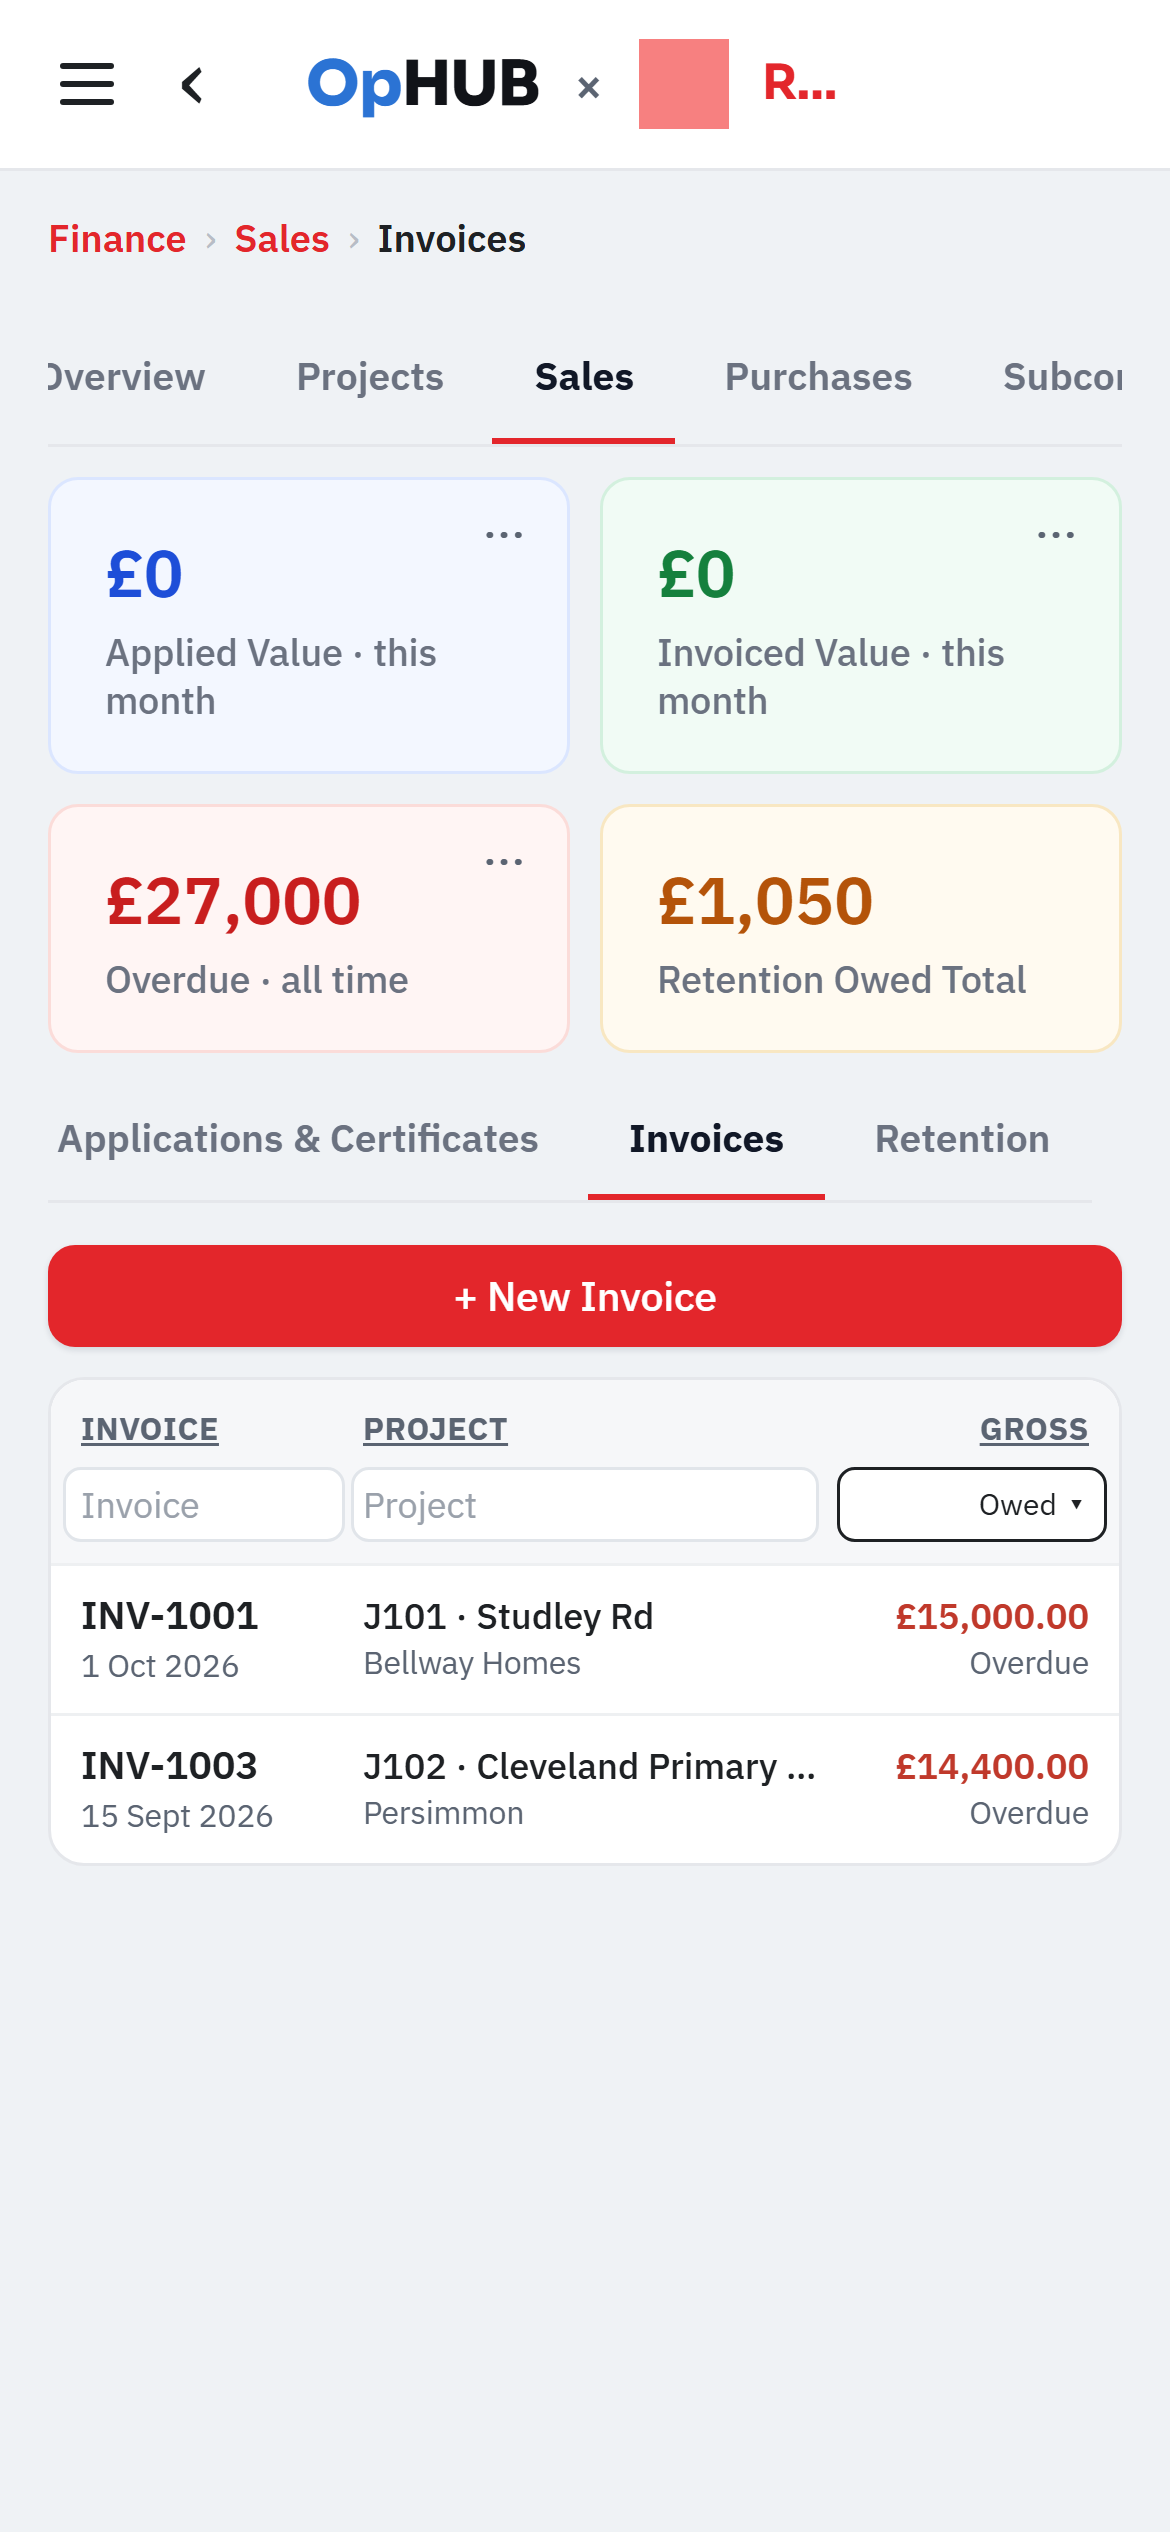 OpHUB × R...
Finance › Sales › Invoices
Overview Projects Sales Purchases Subcon
£0
Applied Value · this
month
£0
Invoiced Value · this
month
£27,000
Overdue · all time
£1,050
Retention Owed Total
Applications & Certificates Invoices Retention
+ New Invoice
INVOICE PROJECT GROSS
Invoice Project Owed ▼
INV-1001 J101 · Studley Rd £15,000.00
1 Oct 2026 Bellway Homes Overdue
INV-1003 J102 · Cleveland Primary ... £14,400.00
15 Sept 2026 Persimmon Overdue